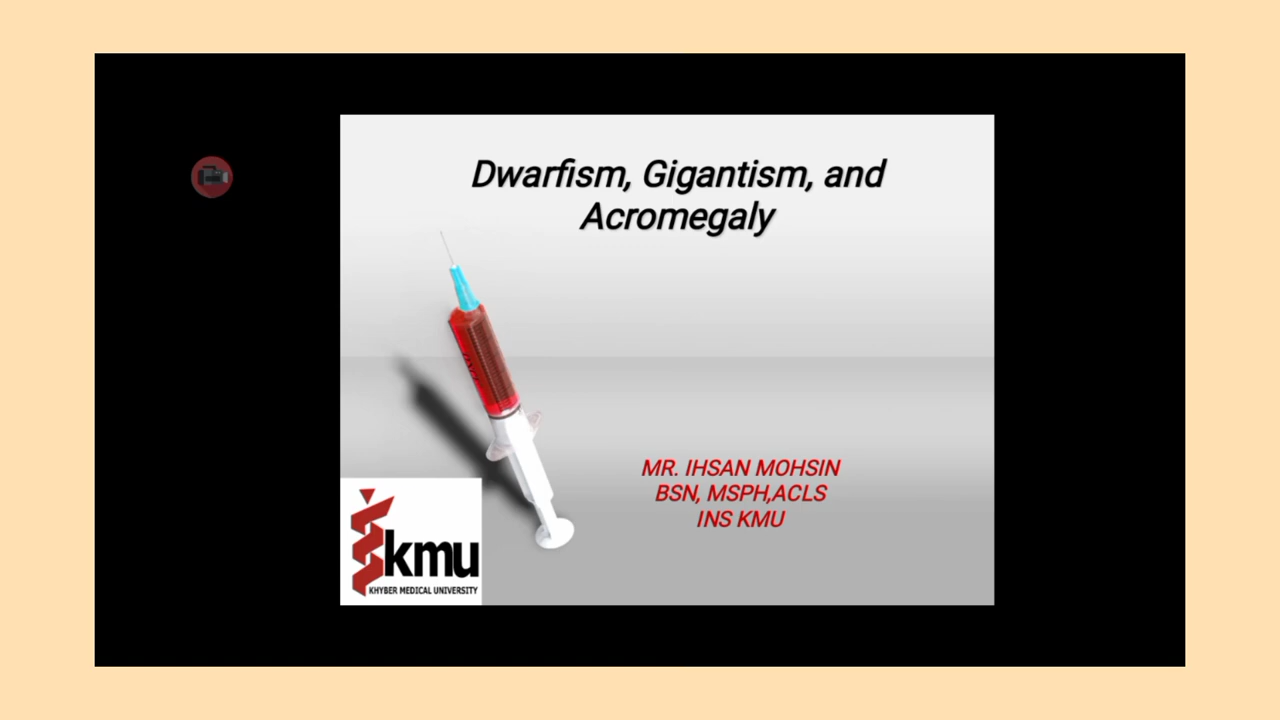 Dwarfism, Gigantism, and
Acromegaly
MR. IHSAN MOHSIN
BSN, MSPH,ACLS
INS KMU
kmu
KHYBER MEDICAL UNIVERSITY